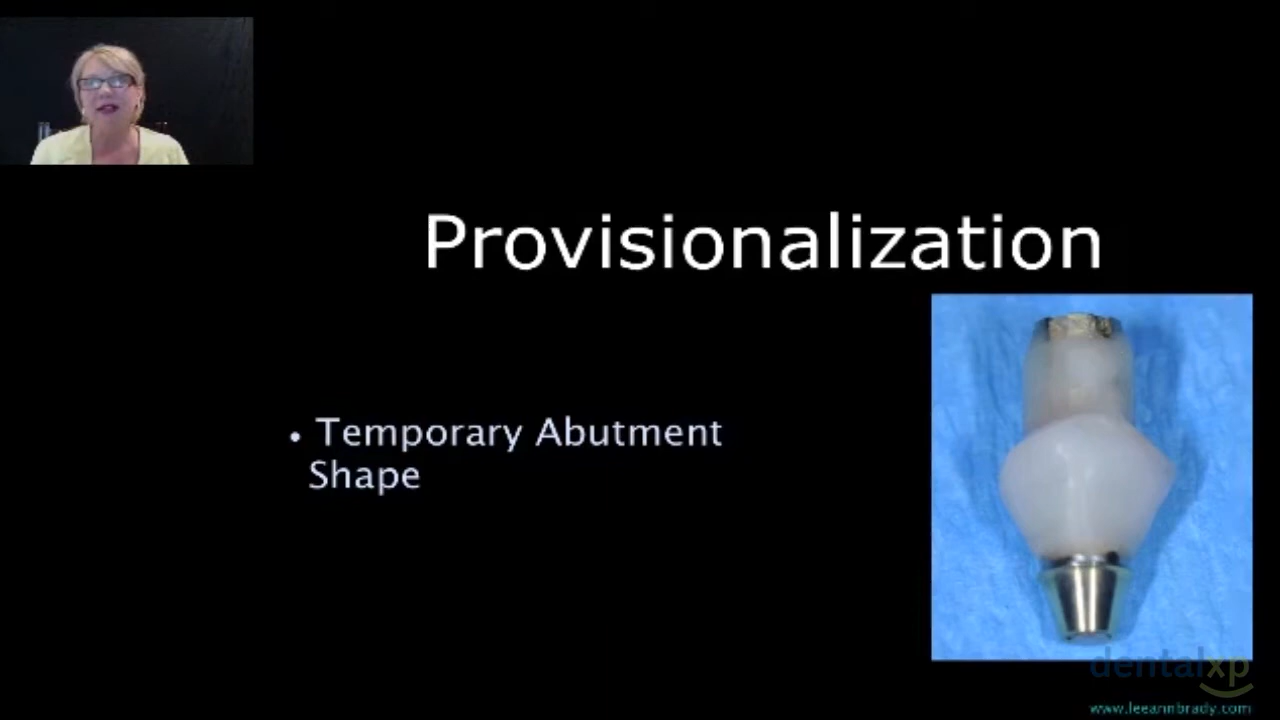 Provisionalization
• Temporary Abutment
Shape
dentalxp
www.leeannbrady.com